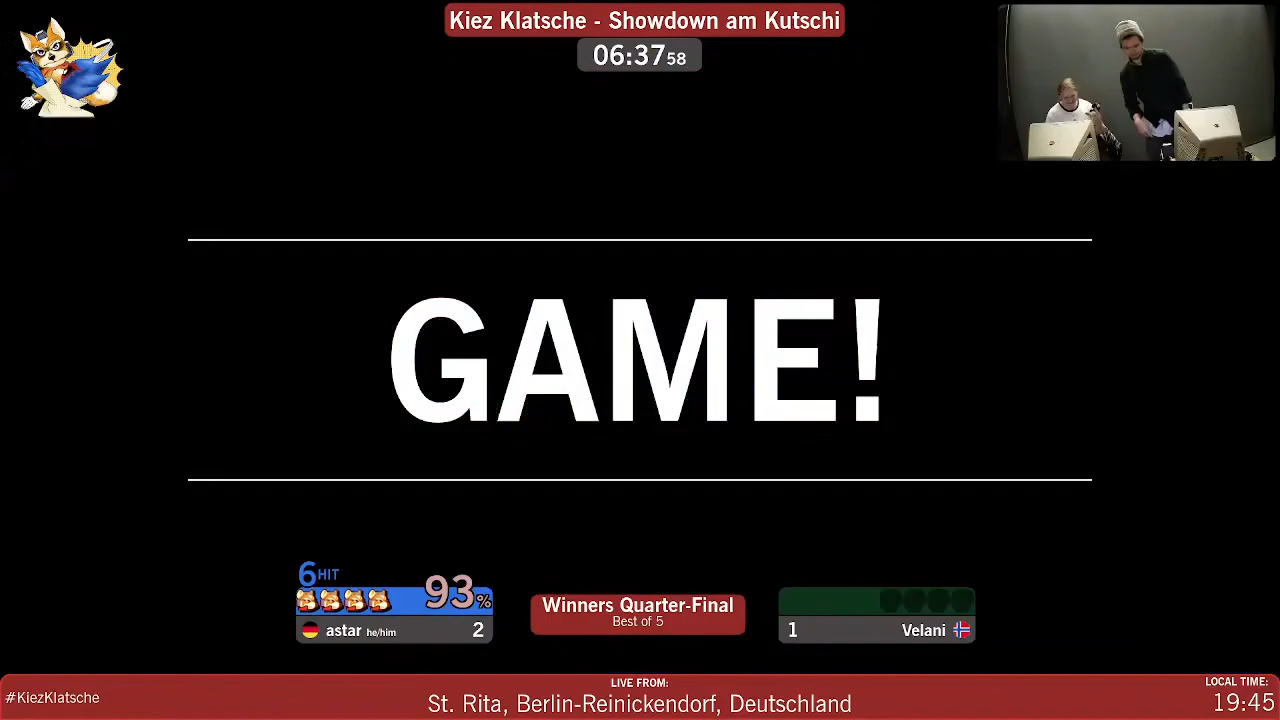 Kiez Klatsche - Showdown am Kutschi
06:37 58
GAME!
6 HIT
93 %
astar he/him 2
Winners Quarter-Final
Best of 5
1 Velani
#KiezKlatsche
LIVE FROM:
St. Rita, Berlin-Reinickendorf, Deutschland
LOCAL TIME:
19:45